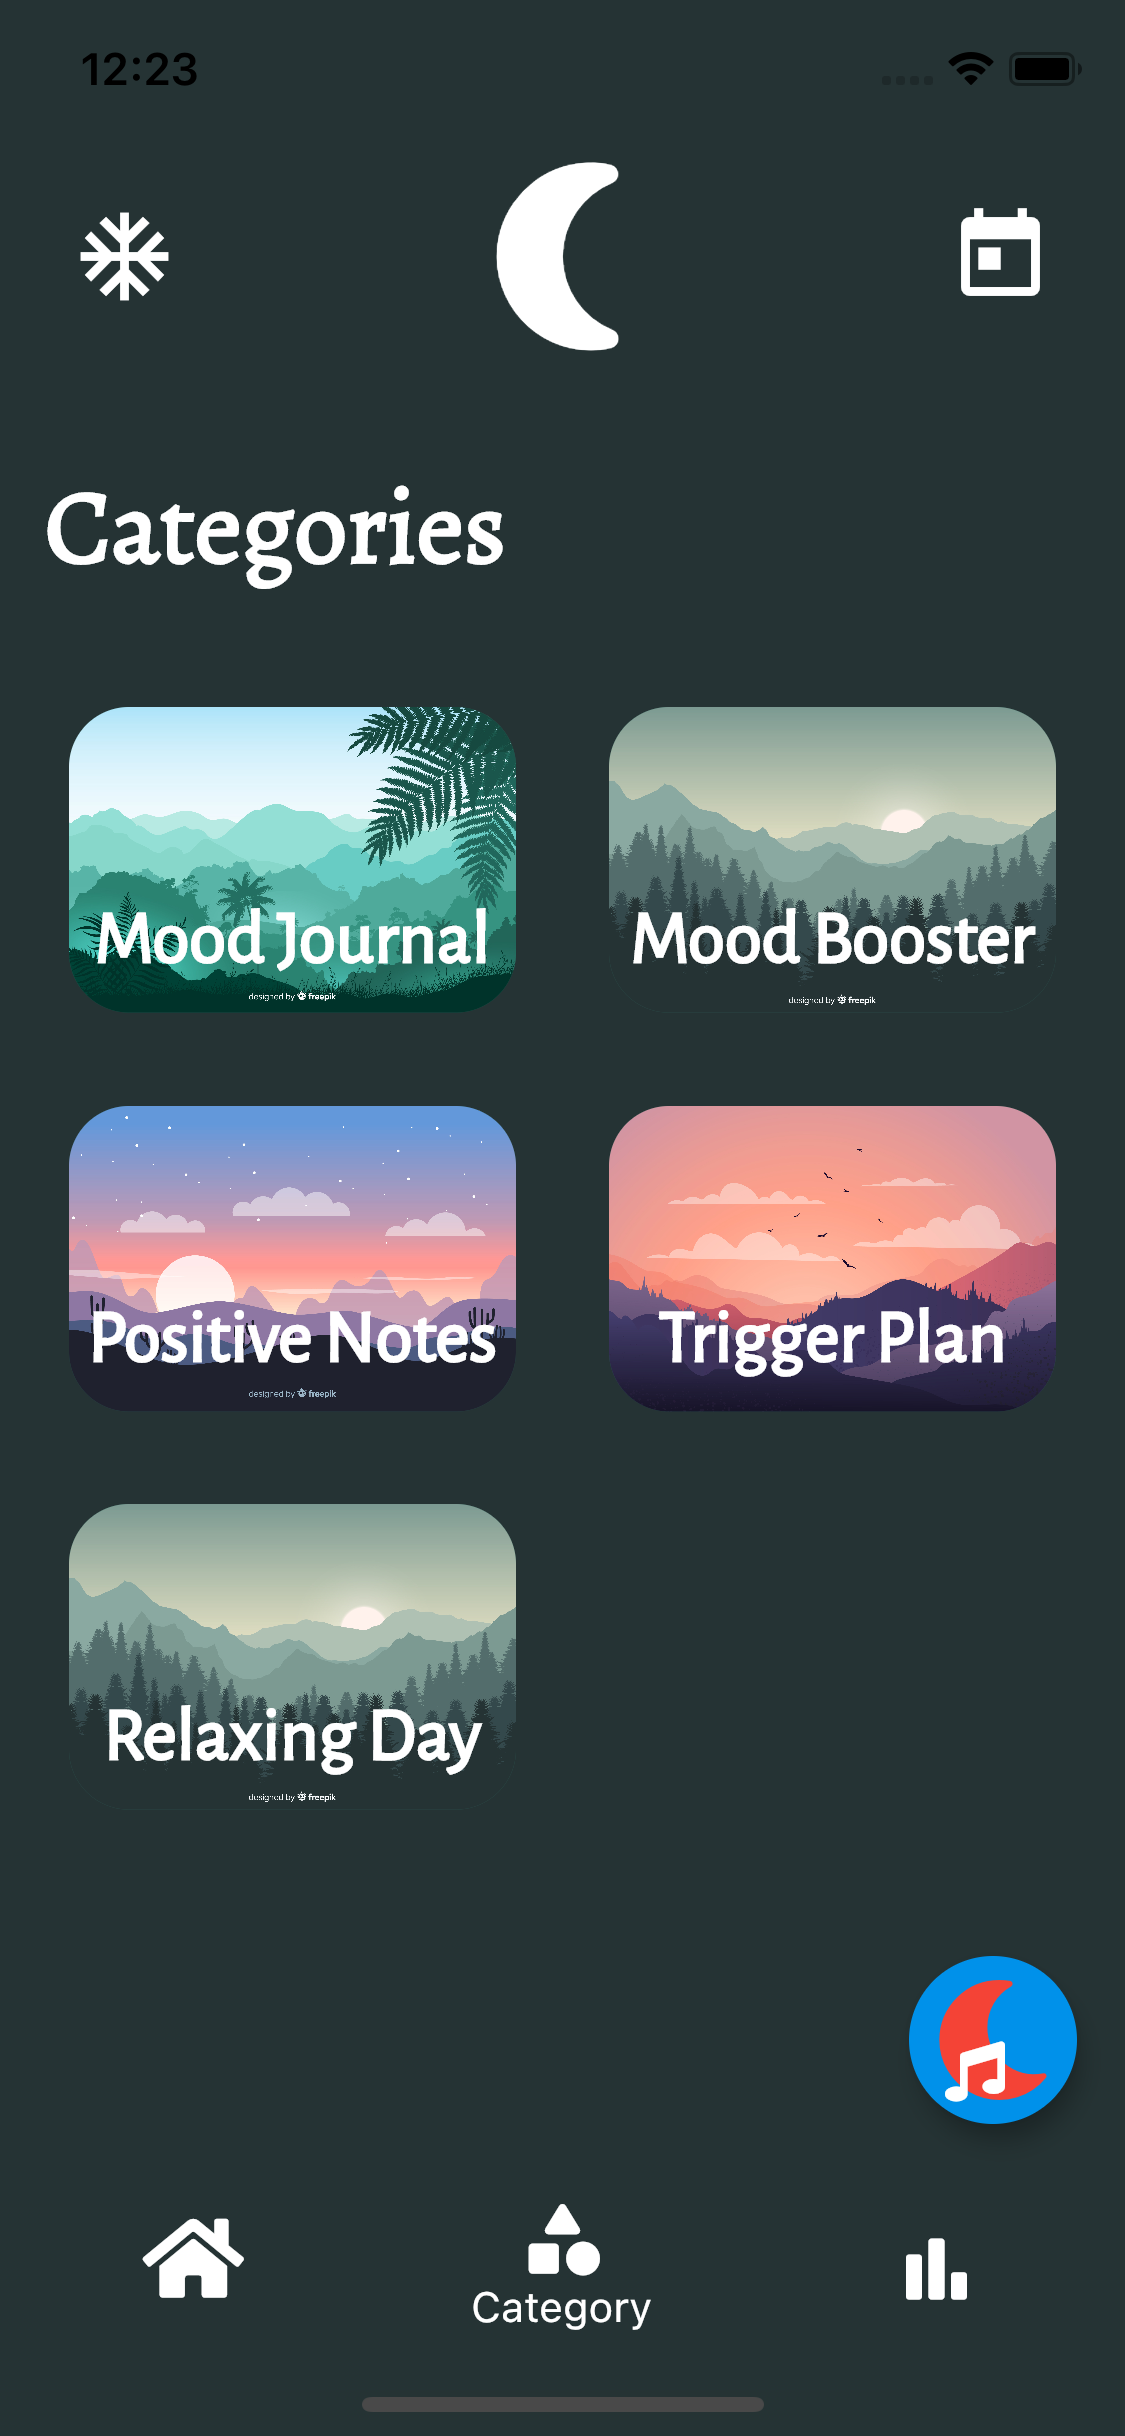 12:23
Categories
Mood Journal
designed by freepik
Mood Booster
designed by freepik
Positive Notes
designed by freepik
Trigger Plan
Relaxing Day
designed by freepik
Category